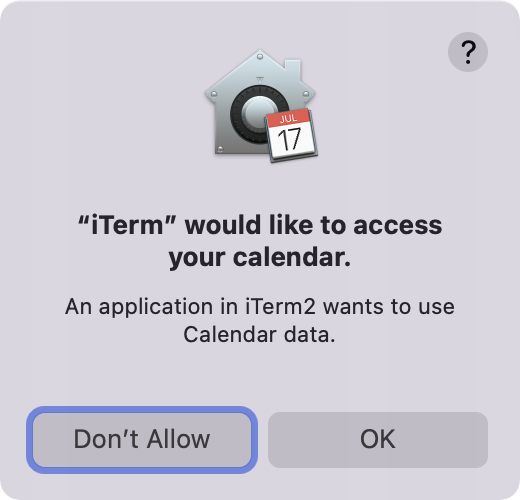 ?
JUL
17
“iTerm” would like to access
your calendar.
An application in iTerm2 wants to use
Calendar data.
Don’t Allow
OK